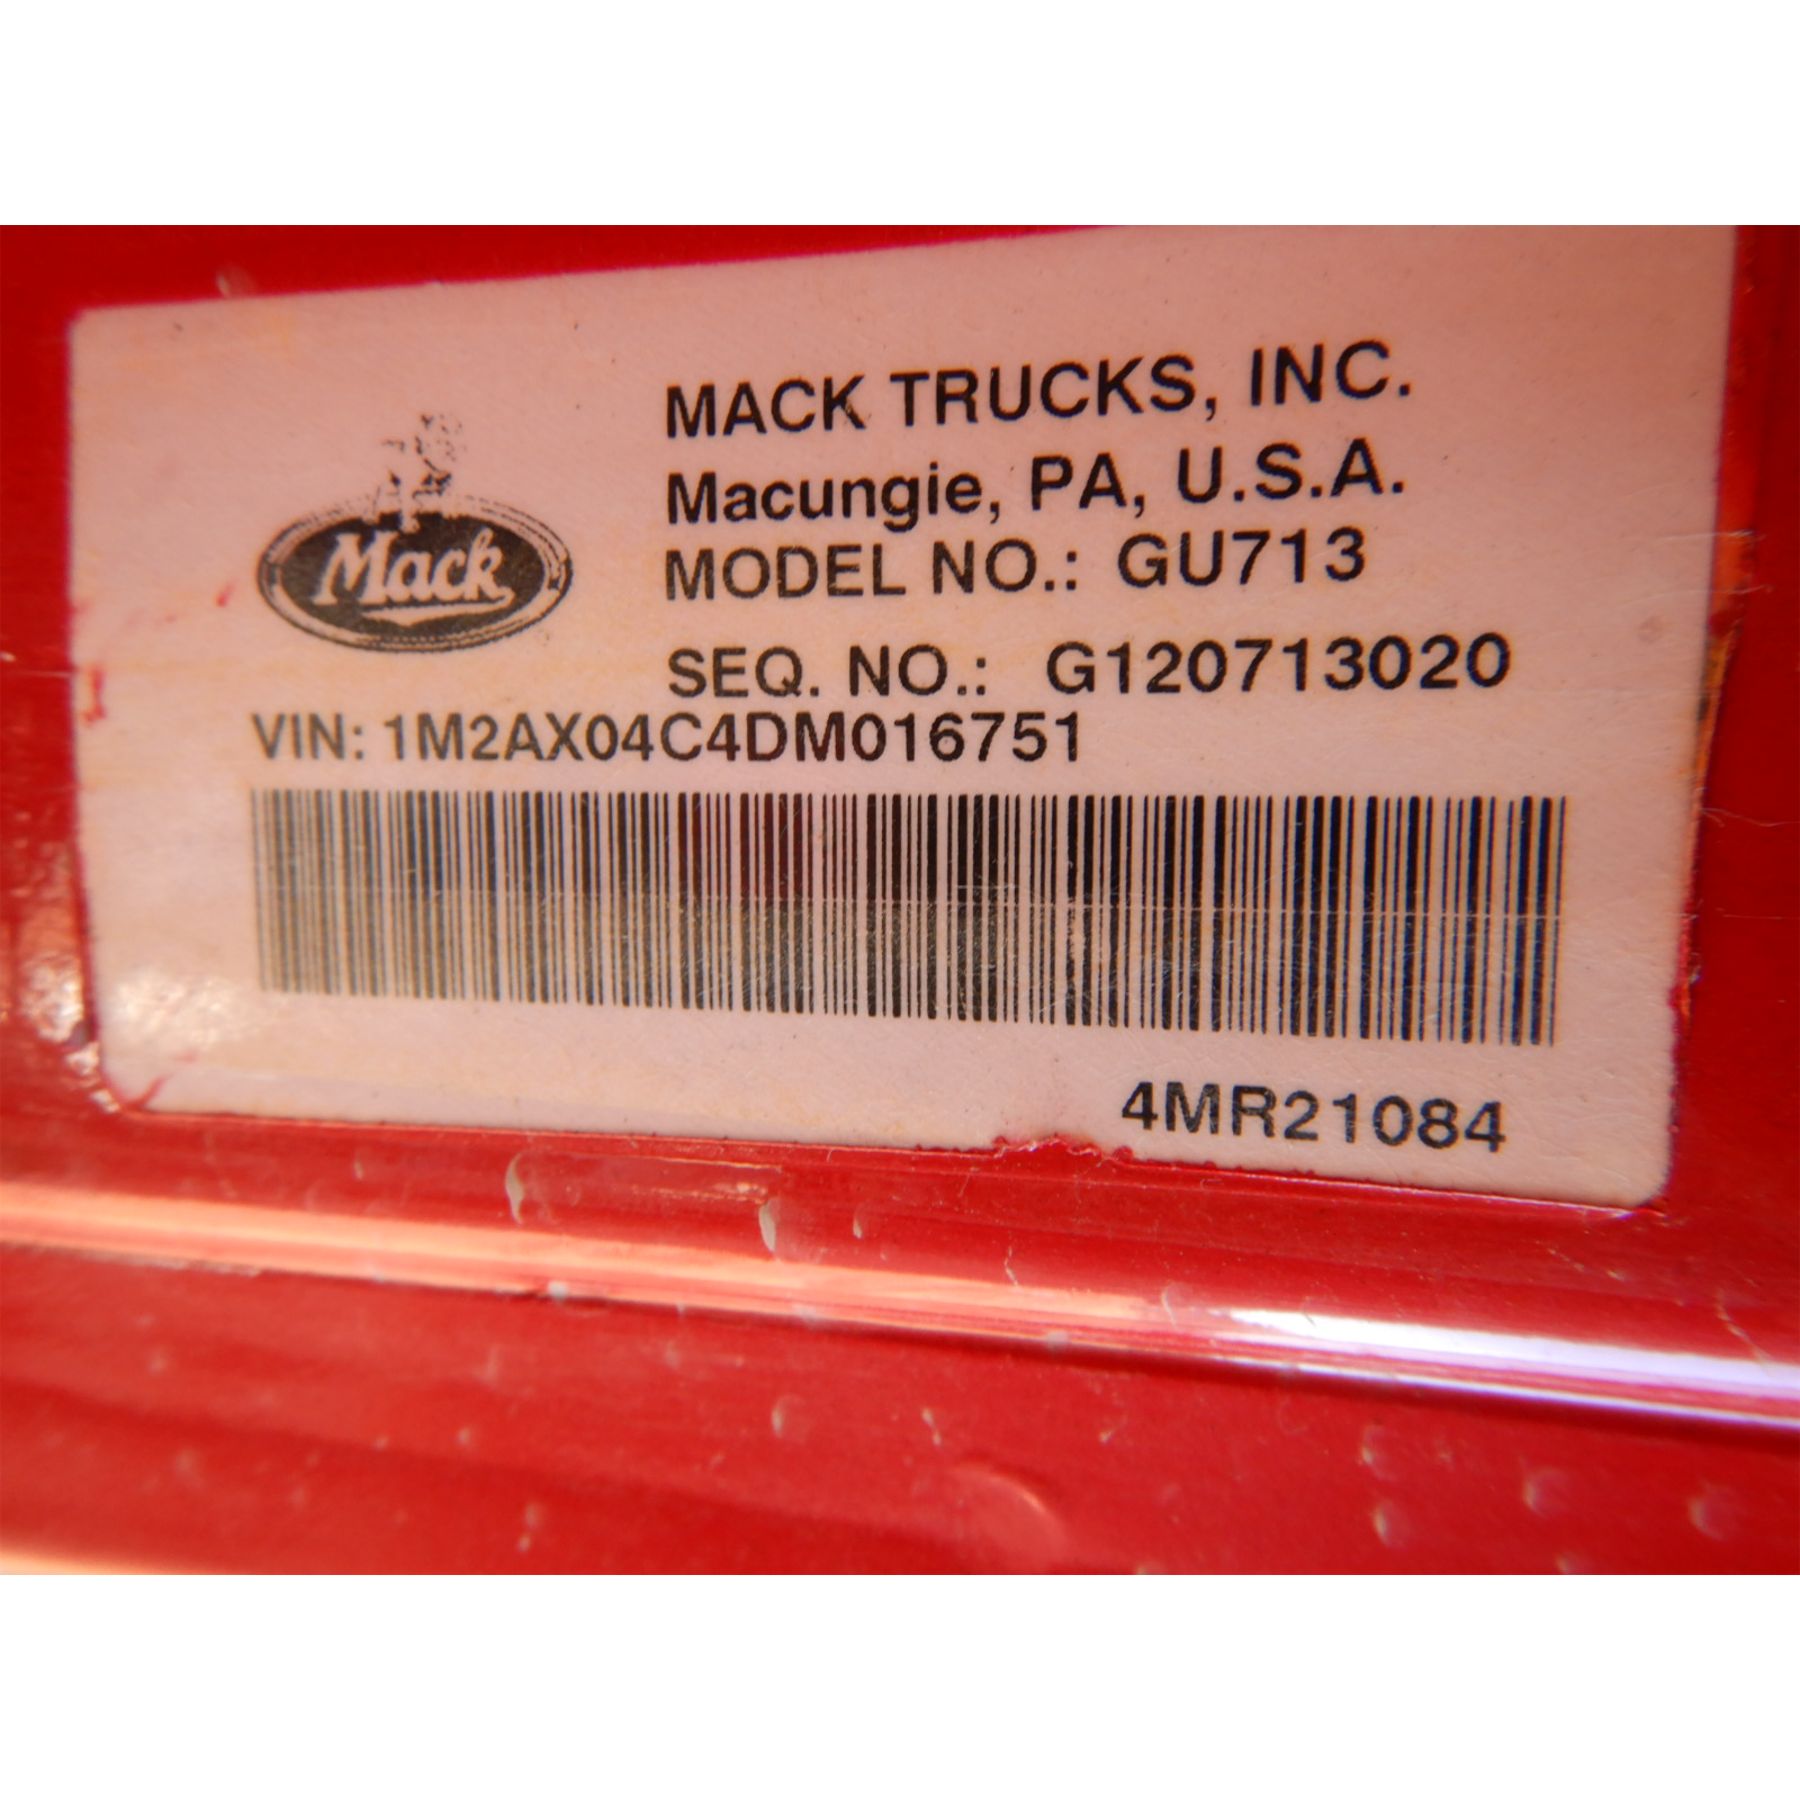 MACK TRUCKS, INC.
Macungie, PA, U.S.A.
Mack
MODEL NO.: GU713
SEQ. NO.: G120713020
VIN: 1M2AX04C4DM016751
4MR21084